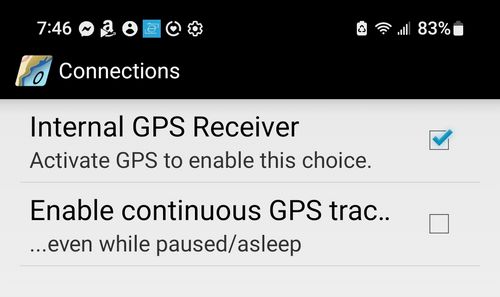 7:46 83%
Connections
Internal GPS Receiver
Activate GPS to enable this choice.
Enable continuous GPS trac..
...even while paused/asleep